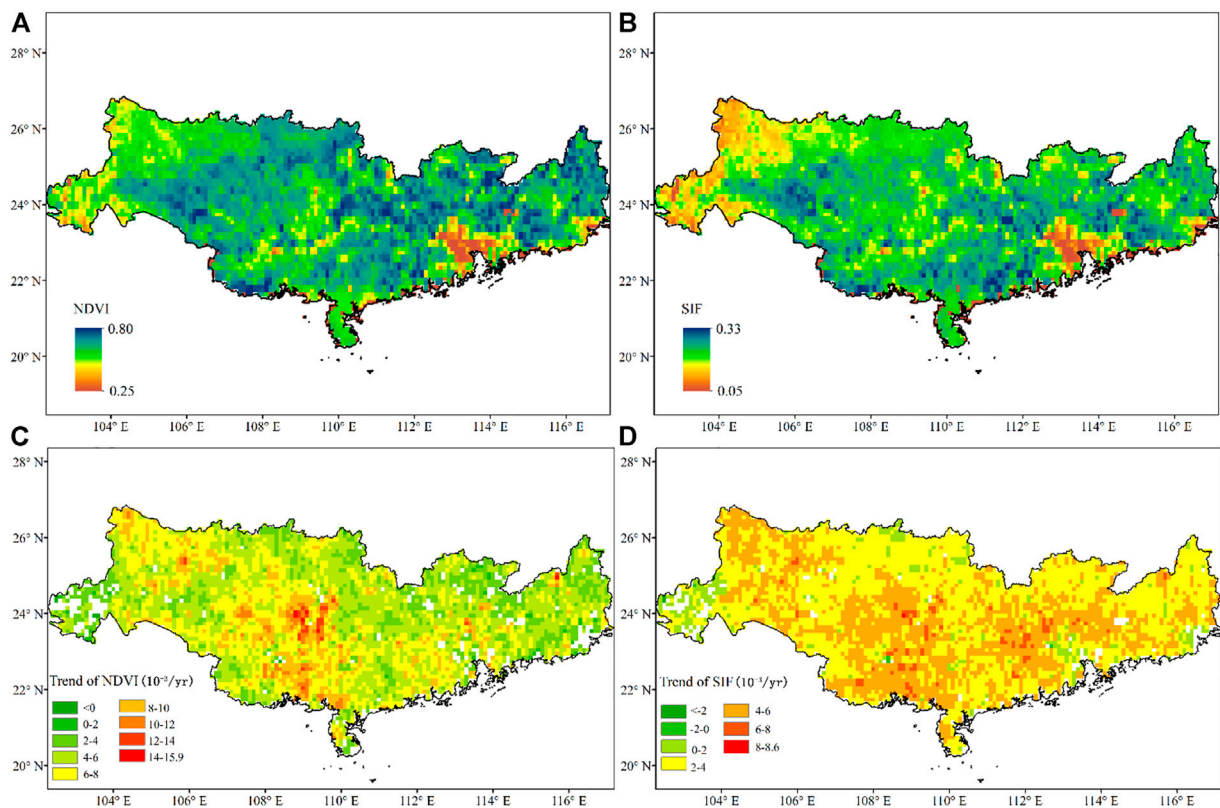 A
28° N
26° N
24° N
22° N
20° N
NDVI
0.80
0.25
104° E 106° E 108° E 110° E 112° E 114° E 116° E
B
28° N
26° N
24° N
22° N
20° N
SIF
0.33
0.05
104° E 106° E 108° E 110° E 112° E 114° E 116° E
C
28° N
26° N
24° N
22° N
20° N
Trend of NDVI (10⁻³/yr)
<0
0-2
2-4
4-6
6-8
8-10
10-12
12-14
14-15.9
104° E 106° E 108° E 110° E 112° E 114° E 116° E
D
28° N
26° N
24° N
22° N
20° N
Trend of SIF (10⁻³/yr)
<-2
-2-0
0-2
2-4
4-6
6-8
8-8.6
104° E 106° E 108° E 110° E 112° E 114° E 116° E